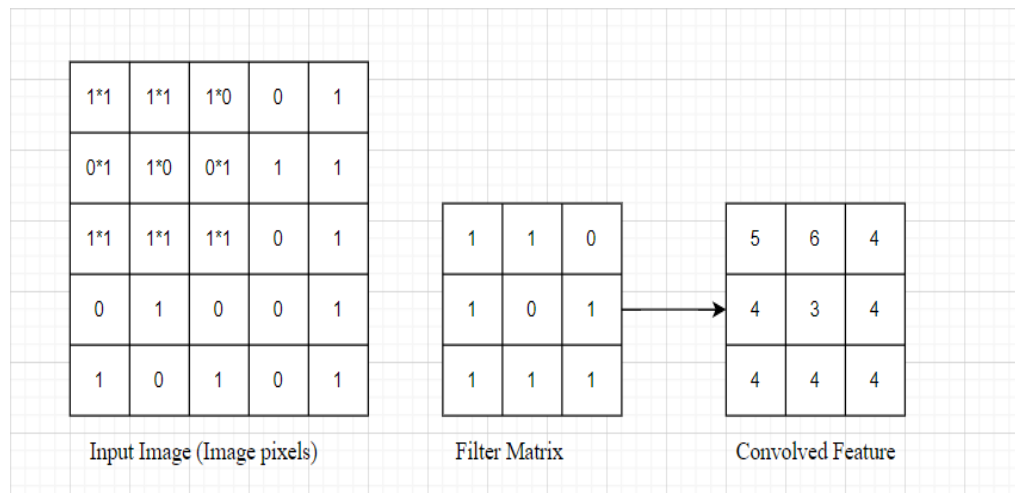 1*1 1*1 1*0 0 1
0*1 1*0 0*1 1 1
1*1 1*1 1*1 0 1
0 1 0 0 1
1 0 1 0 1
Input Image (Image pixels)
1 1 0
1 0 1
1 1 1
Filter Matrix
5 6 4
4 3 4
4 4 4
Convolved Feature